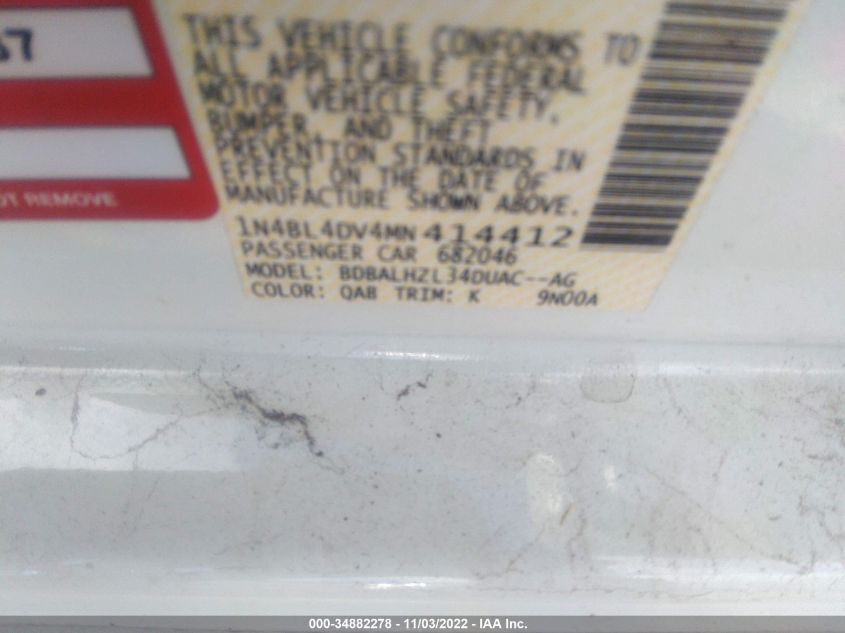 THIS VEHICLE CONFORMS TO
ALL APPLICABLE FEDERAL
MOTOR VEHICLE SAFETY,
BUMPER, AND THEFT
PREVENTION STANDARDS IN
EFFECT ON THE DATE OF
MANUFACTURE SHOWN ABOVE.
1N4BL4DV4MN414412
PASSENGER CAR 682046
MODEL: BDBALHZL34DUAC--AG
COLOR: QAB TRIM: K 9N00A
OT REMOVE
000-34882278 - 11/03/2022 - IAA Inc.